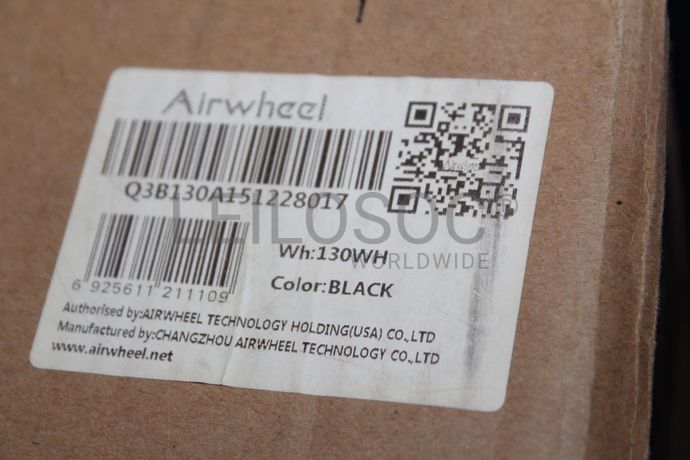 Airwheel
Q3B130A151228017
LEILOSOC
WORLDWIDE
Wh:130WH
Color:BLACK
6 925611 211109
Authorised by:AIRWHEEL TECHNOLOGY HOLDING(USA) CO.,LTD
Manufactured by:CHANGZHOU AIRWHEEL TECHNOLOGY CO.,LTD
www.airwheel.net